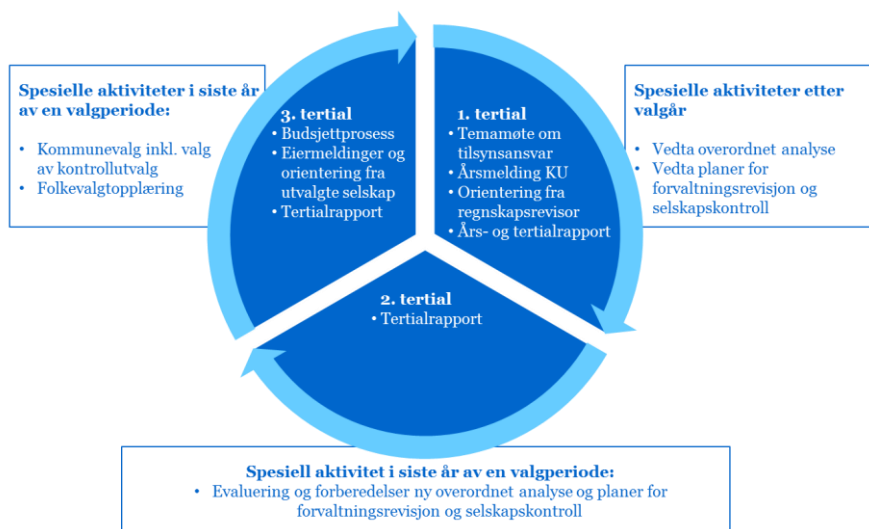 Spesielle aktiviteter i siste år
av en valgperiode:
• Kommunevalg inkl. valg
av kontrollutvalg
• Folkevalgtopplæring
3. tertial
• Budsjettprosess
• Eiermeldinger og
orientering fra
utvalgte selskap
• Tertialrapport
1. tertial
• Temamøte om
tilsynsansvar
• Årsmelding KU
• Orientering fra
regnskapsrevisor
• Års- og tertialrapport
Spesielle aktiviteter etter
valgår
• Vedta overordnet analyse
• Vedta planer for
forvaltningsrevisjon og
selskapskontroll
2. tertial
• Tertialrapport
Spesiell aktivitet i siste år av en valgperiode:
• Evaluering og forberedelser ny overordnet analyse og planer for
forvaltningsrevisjon og selskapskontroll